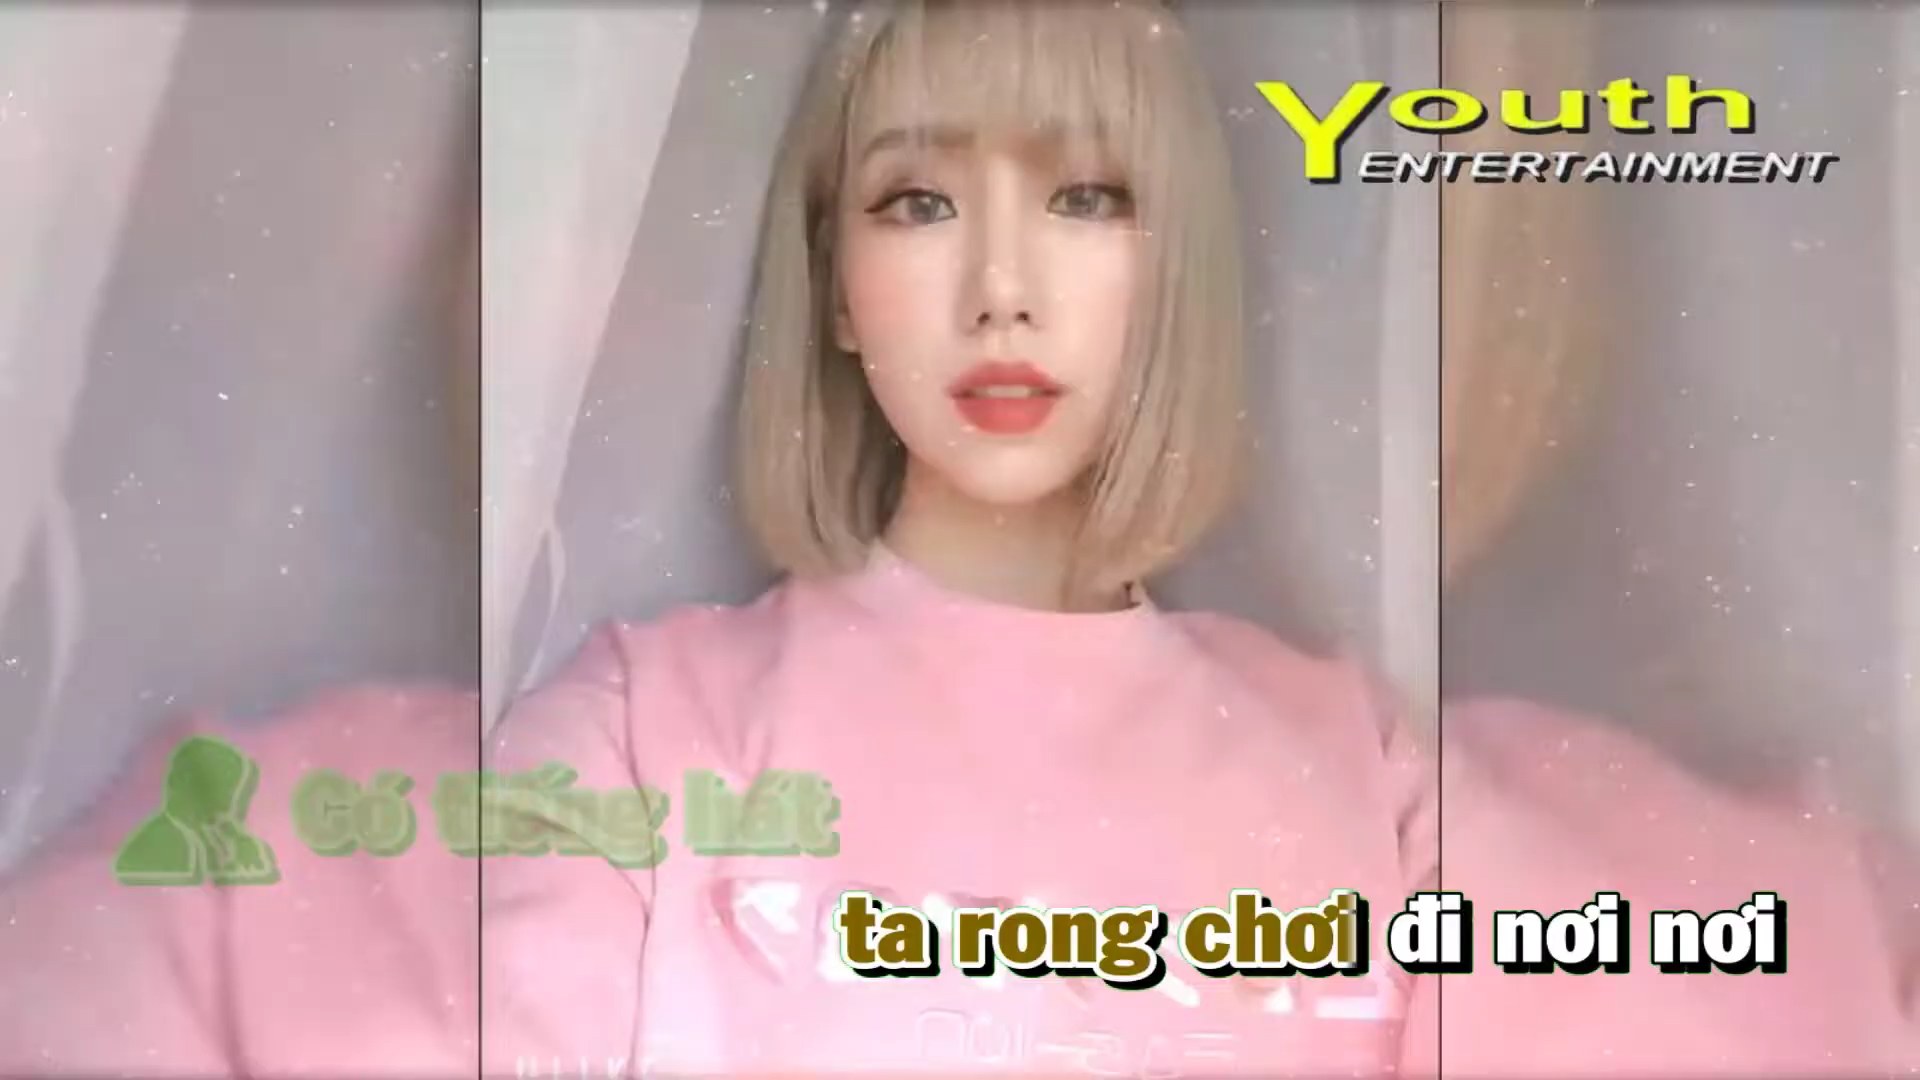 Youth
ENTERTAINMENT
Có tiếng hát
ta rong chơi đi nơi nơi